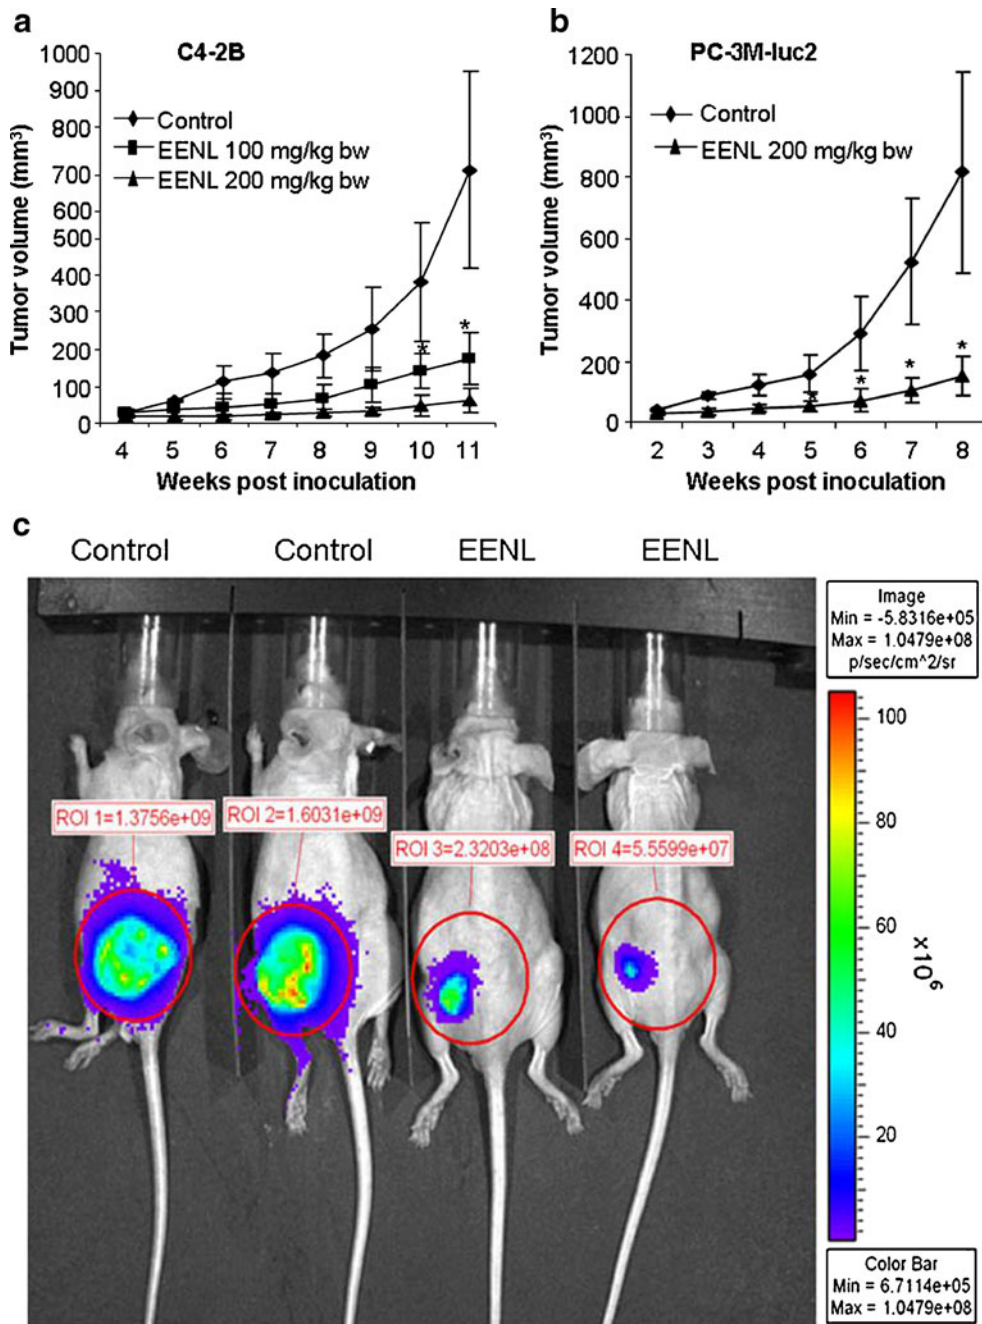 a
C4-2B
1000
900
800
700
600
500
400
300
200
100
0
Tumor volume (mm³)
Control
EENL 100 mg/kg bw
EENL 200 mg/kg bw
*
*
4 5 6 7 8 9 10 11
Weeks post inoculation
b
PC-3M-luc2
1200
1000
800
600
400
200
0
Tumor volume (mm³)
Control
EENL 200 mg/kg bw
*
*
*
*
2 3 4 5 6 7 8
Weeks post inoculation
c
Control Control EENL EENL
ROI 1=1.3756e+09
ROI 2=1.6031e+09
ROI 3=2.3203e+08
ROI 4=5.5599e+07
Image
Min = -5.8316e+05
Max = 1.0479e+08
p/sec/cm^2/sr
100
80
60
40
20
x10⁶
Color Bar
Min = 6.7114e+05
Max = 1.0479e+08